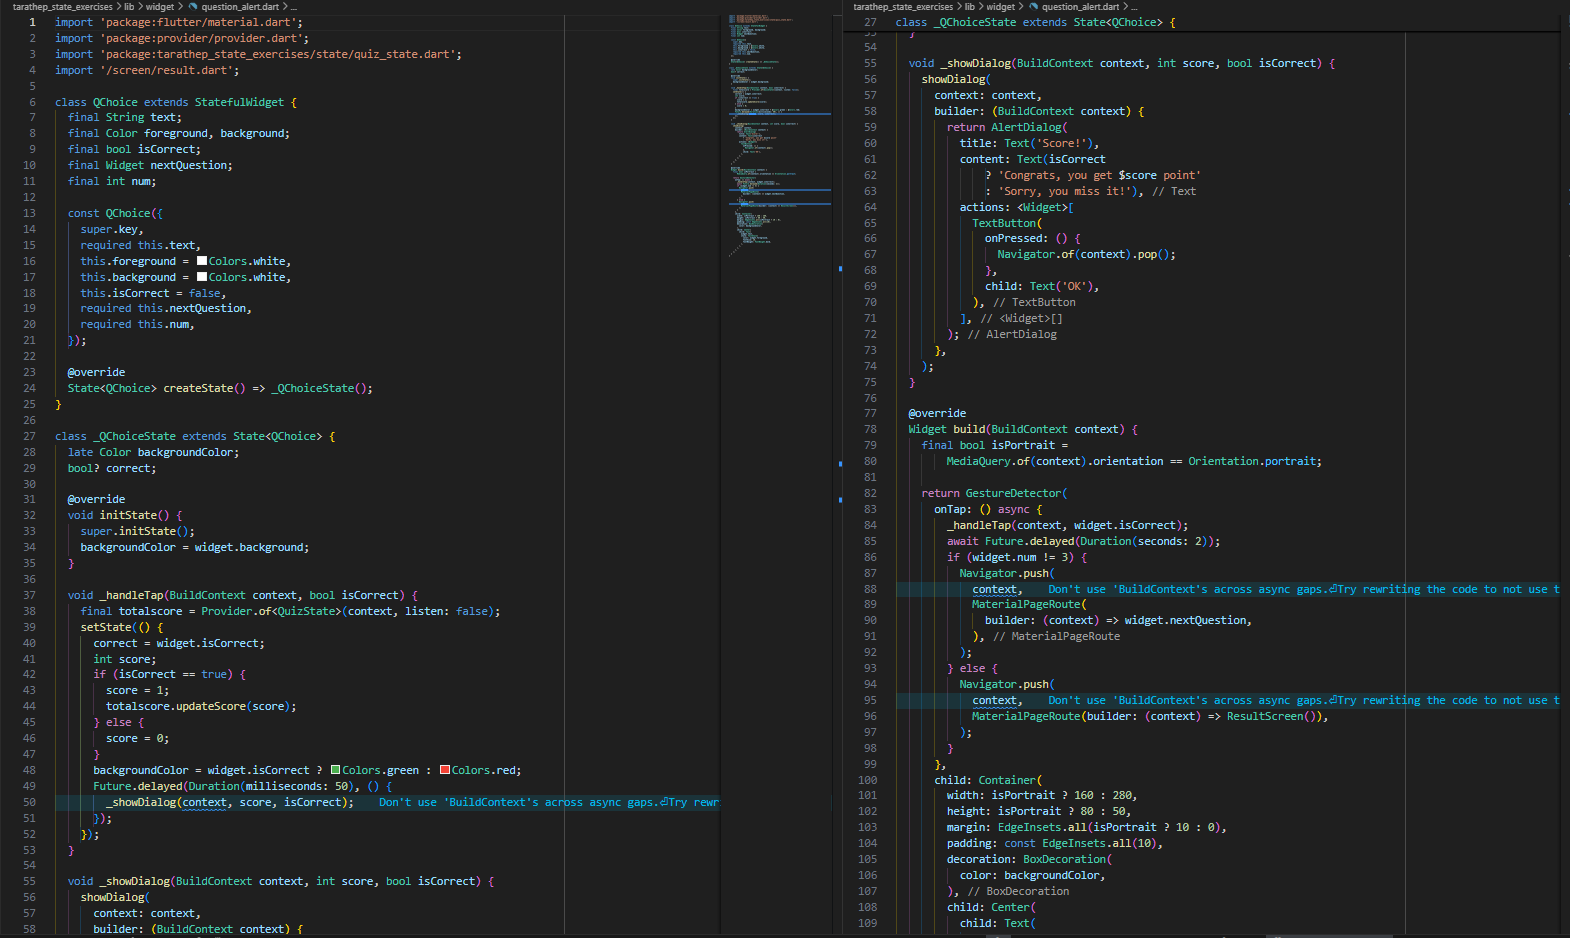 tarathep_state_exercises > lib > widget > question_alert.dart > ...
1 import 'package:flutter/material.dart';
2 import 'package:provider/provider.dart';
3 import 'package:tarathep_state_exercises/state/quiz_state.dart';
4 import '/screen/result.dart';
5
6 class QChoice extends StatefulWidget {
7 final String text;
8 final Color foreground, background;
9 final bool isCorrect;
10 final Widget nextQuestion;
11 final int num;
12
13 const QChoice({
14 super.key,
15 required this.text,
16 this.foreground = Colors.white,
17 this.background = Colors.white,
18 this.isCorrect = false,
19 required this.nextQuestion,
20 required this.num,
21 });
22
23 @override
24 State<QChoice> createState() => _QChoiceState();
25 }
26
27 class _QChoiceState extends State<QChoice> {
28 late Color backgroundColor;
29 bool? correct;
30
31 @override
32 void initState() {
33 super.initState();
34 backgroundColor = widget.background;
35 }
36
37 void _handleTap(BuildContext context, bool isCorrect) {
38 final totalscore = Provider.of<QuizState>(context, listen: false);
39 setState(() {
40 correct = widget.isCorrect;
41 int score;
42 if (isCorrect == true) {
43 score = 1;
44 totalscore.updateScore(score);
45 } else {
46 score = 0;
47 }
48 backgroundColor = widget.isCorrect ? Colors.green : Colors.red;
49 Future.delayed(Duration(milliseconds: 50), () {
50 _showDialog(context, score, isCorrect); Don't use 'BuildContext's across async gaps.⏎Try rewr
51 });
52 });
53 }
54
55 void _showDialog(BuildContext context, int score, bool isCorrect) {
56 showDialog(
57 context: context,
58 builder: (BuildContext context) {
tarathep_state_exercises > lib > widget > question_alert.dart > ...
27 class _QChoiceState extends State<QChoice> {
53 }
54
55 void _showDialog(BuildContext context, int score, bool isCorrect) {
56 showDialog(
57 context: context,
58 builder: (BuildContext context) {
59 return AlertDialog(
60 title: Text('Score!'),
61 content: Text(isCorrect
62 ? 'Congrats, you get $score point'
63 : 'Sorry, you miss it!'), // Text
64 actions: <Widget>[
65 TextButton(
66 onPressed: () {
67 Navigator.of(context).pop();
68 },
69 child: Text('OK'),
70 ), // TextButton
71 ], // <Widget>[]
72 ); // AlertDialog
73 },
74 );
75 }
76
77 @override
78 Widget build(BuildContext context) {
79 final bool isPortrait =
80 MediaQuery.of(context).orientation == Orientation.portrait;
81
82 return GestureDetector(
83 onTap: () async {
84 _handleTap(context, widget.isCorrect);
85 await Future.delayed(Duration(seconds: 2));
86 if (widget.num != 3) {
87 Navigator.push(
88 context, Don't use 'BuildContext's across async gaps.⏎Try rewriting the code to not use t
89 MaterialPageRoute(
90 builder: (context) => widget.nextQuestion,
91 ), // MaterialPageRoute
92 );
93 } else {
94 Navigator.push(
95 context, Don't use 'BuildContext's across async gaps.⏎Try rewriting the code to not use t
96 MaterialPageRoute(builder: (context) => ResultScreen()),
97 );
98 }
99 },
100 child: Container(
101 width: isPortrait ? 160 : 280,
102 height: isPortrait ? 80 : 50,
103 margin: EdgeInsets.all(isPortrait ? 10 : 0),
104 padding: const EdgeInsets.all(10),
105 decoration: BoxDecoration(
106 color: backgroundColor,
107 ), // BoxDecoration
108 child: Center(
109 child: Text(